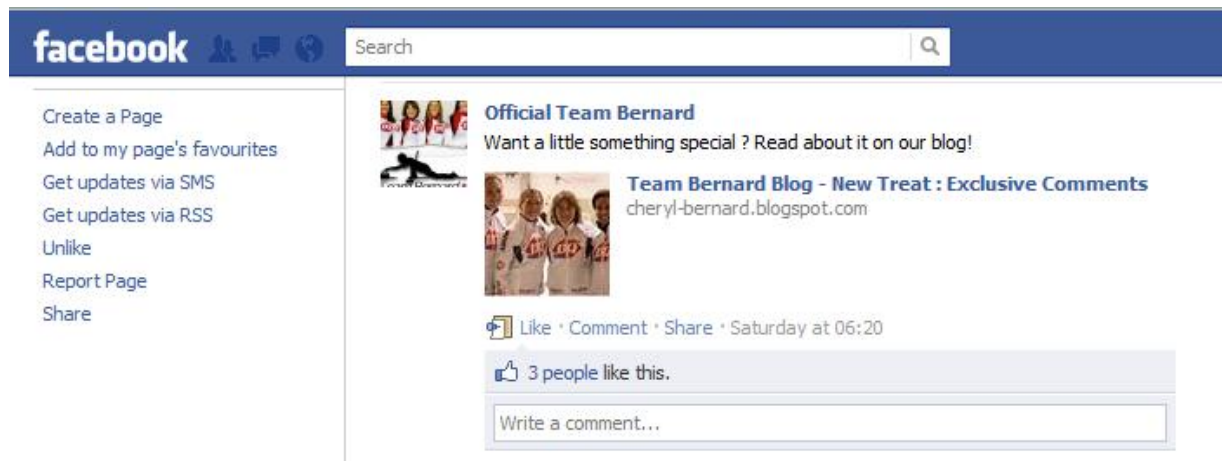 facebook
Search
Create a Page
Add to my page's favourites
Get updates via SMS
Get updates via RSS
Unlike
Report Page
Share
Official Team Bernard
Want a little something special ? Read about it on our blog!
Team Bernard Blog - New Treat : Exclusive Comments
cheryl-bernard.blogspot.com
Like · Comment · Share · Saturday at 06:20
3 people like this.
Write a comment...